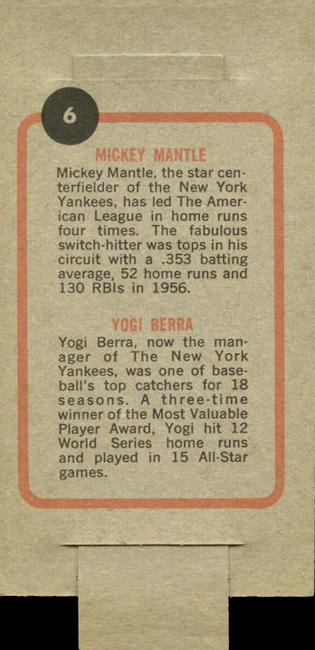 6
MICKEY MANTLE
Mickey Mantle, the star cen-
terfielder of the New York
Yankees, has led The Amer-
ican League in home runs
four times. The fabulous
switch-hitter was tops in his
circuit with a .353 batting
average, 52 home runs and
130 RBIs in 1956.
YOGI BERRA
Yogi Berra, now the man-
ager of The New York
Yankees, was one of base-
ball's top catchers for 18
seasons. A three-time
winner of the Most Valuable
Player Award, Yogi hit 12
World Series home runs
and played in 15 All-Star
games.